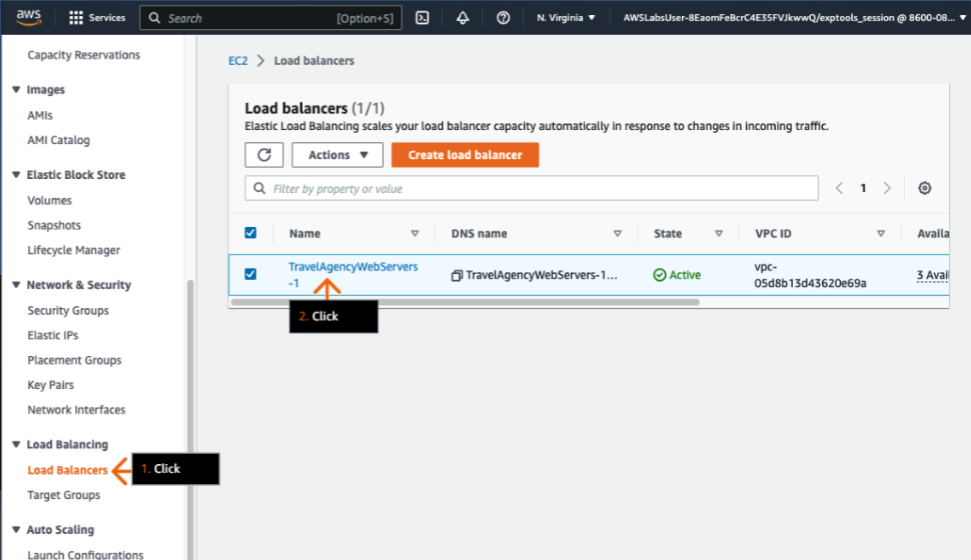 aws
Services
Search
[Option+S]
N. Virginia
AWSLabsUser-8EaomFeBcrC4E35FVJkwwQ/exptools_session @ 8600-08...
Capacity Reservations
Images
AMIs
AMI Catalog
Elastic Block Store
Volumes
Snapshots
Lifecycle Manager
Network & Security
Security Groups
Elastic IPs
Placement Groups
Key Pairs
Network Interfaces
Load Balancing
Load Balancers
1. Click
Target Groups
Auto Scaling
Launch Configurations
EC2 > Load balancers
Load balancers (1/1)
Elastic Load Balancing scales your load balancer capacity automatically in response to changes in incoming traffic.
Actions
Create load balancer
Filter by property or value
1
Name
DNS name
State
VPC ID
Availa
TravelAgencyWebServers
-1
TravelAgencyWebServers-1...
Active
vpc-
05d8b13d43620e69a
3 Avai
2. Click